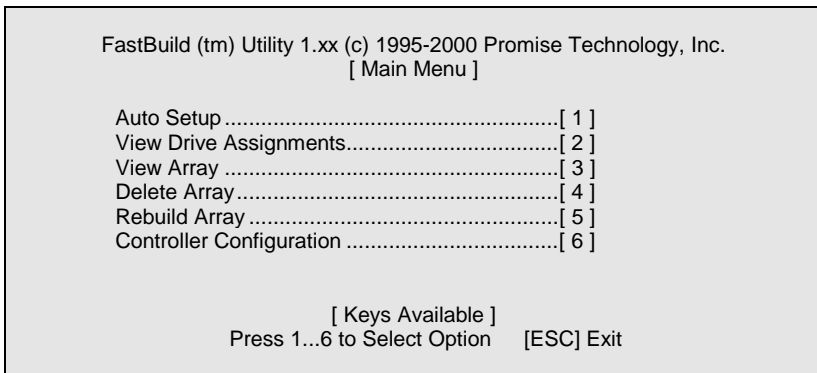 FastBuild (tm) Utility 1.xx (c) 1995-2000 Promise Technology, Inc.
[ Main Menu ]
Auto Setup ........................................................[ 1 ]
View Drive Assignments...................................[ 2 ]
View Array ........................................................[ 3 ]
Delete Array......................................................[ 4 ]
Rebuild Array ....................................................[ 5 ]
Controller Configuration ....................................[ 6 ]
[ Keys Available ]
Press 1...6 to Select Option [ESC] Exit